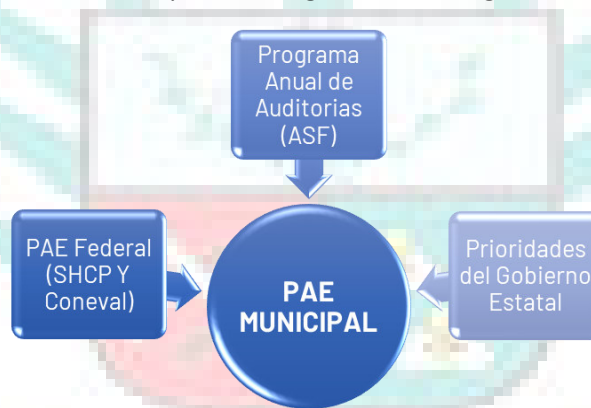 Programa
Anual de
Auditorias
(ASF)
PAE Federal
(SHCP Y
Coneval)
PAE
MUNICIPAL
Prioridades
del Gobierno
Estatal